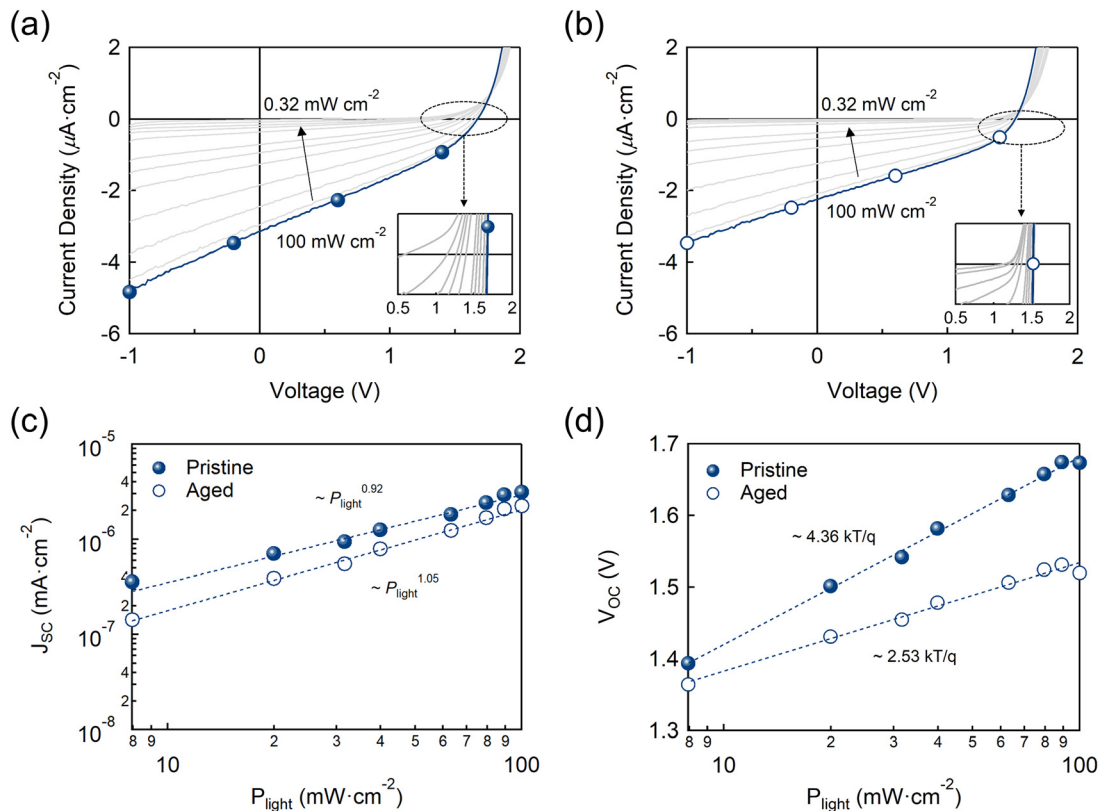 (a)
2
0
-2
-4
-6
Current Density (μA·cm-2)
0.32 mW cm-2
100 mW cm-2
0.5 1 1.5 2
-1 0 1 2
Voltage (V)
(b)
2
0
-2
-4
-6
Current Density (μA·cm-2)
0.32 mW cm-2
100 mW cm-2
0.5 1 1.5 2
-1 0 1 2
Voltage (V)
(c)
10-5
4
2
10-6
4
2
10-7
4
2
10-8
JSC (mA·cm-2)
Pristine
Aged
~ Plight0.92
~ Plight1.05
8 9 2 3 4 5 6 7 8 9
10 100
Plight (mW·cm-2)
(d)
1.7
1.6
1.5
1.4
1.3
VOC (V)
Pristine
Aged
~ 4.36 kT/q
~ 2.53 kT/q
8 9 2 3 4 5 6 7 8 9
10 100
Plight (mW·cm-2)